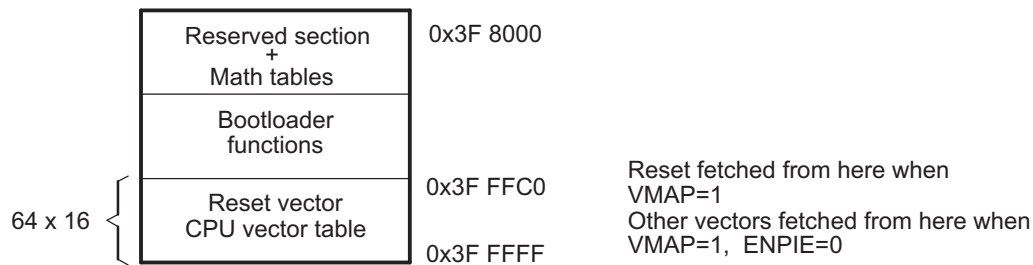 Reserved section
+
Math tables
0x3F 8000
Bootloader
functions
64 x 16
Reset vector
CPU vector table
0x3F FFC0
0x3F FFFF
Reset fetched from here when
VMAP=1
Other vectors fetched from here when
VMAP=1, ENPIE=0